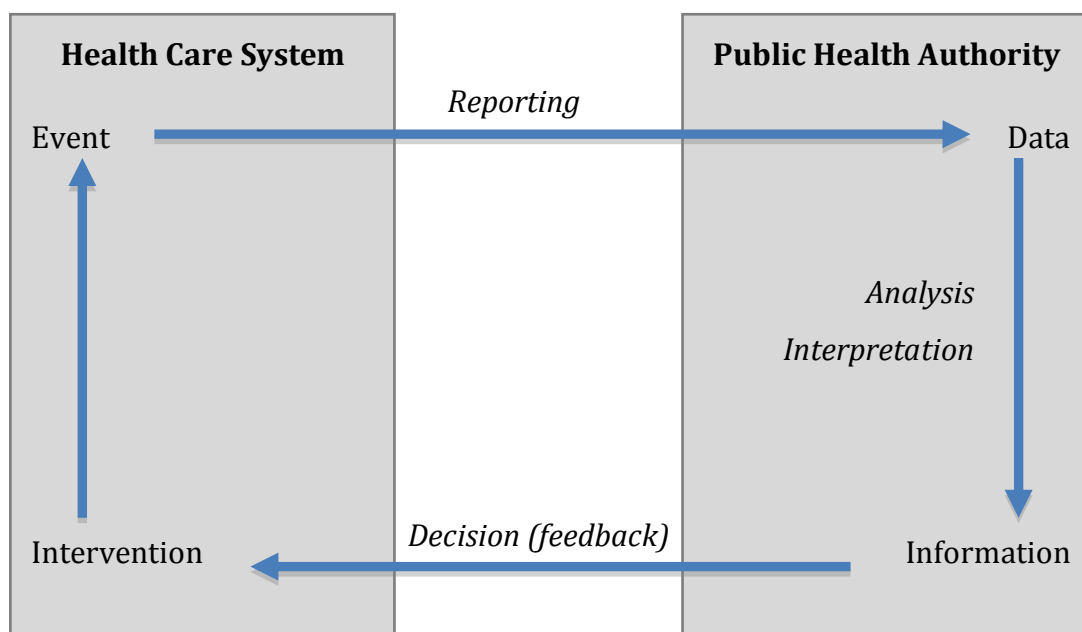 Health Care System
Public Health Authority
Reporting
Event
Data
Analysis
Interpretation
Decision (feedback)
Intervention
Information